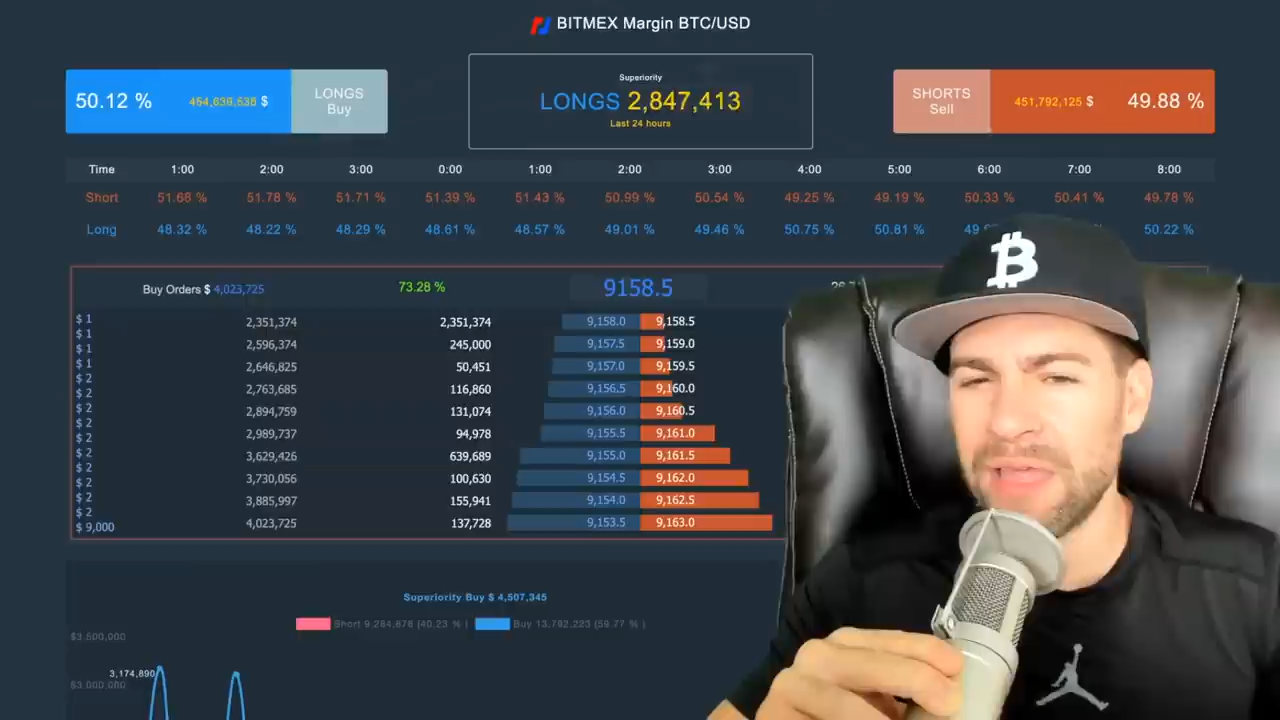 BITMEX Margin BTC/USD
50.12 %
$
LONGS
Buy
Superiority
LONGS 2,847,413
Last 24 hours
SHORTS
Sell
451,792,125 $
49.88 %
Time 1:00 2:00 3:00 0:00 1:00 2:00 3:00 4:00 5:00 6:00 7:00 8:00
Short 51.68 % 51.78 % 51.71 % 51.39 % 51.43 % 50.99 % 50.54 % 49.25 % 49.19 % 50.33 % 50.41 % 49.78 %
Long 48.32 % 48.22 % 48.29 % 48.61 % 48.57 % 49.01 % 49.46 % 50.75 % 50.81 % 50.22 %
Buy Orders $ 4,023,725 73.28 % 9158.5
$ 1
$ 1
$ 1
$ 1
$ 2
$ 2
$ 2
$ 2
$ 2
$ 2
$ 2
$ 2
$ 2
$ 2
$ 9,000
2,351,374 2,351,374 9,158.0 9,158.5
2,596,374 245,000 9,157.5 9,159.0
2,646,825 50,451 9,157.0 9,159.5
2,763,685 116,860 9,156.5 9,160.0
2,894,759 131,074 9,156.0 9,160.5
2,989,737 94,978 9,155.5 9,161.0
3,629,426 639,689 9,155.0 9,161.5
3,730,056 100,630 9,154.5 9,162.0
3,885,997 155,941 9,154.0 9,162.5
4,023,725 137,728 9,153.5 9,163.0
Superiority Buy $ 4,507,345
Short 9,284,878 (40.23 % ) Buy 13,792,223 (59.77 % )
$3,500,000
3,174,890
$3,000,000